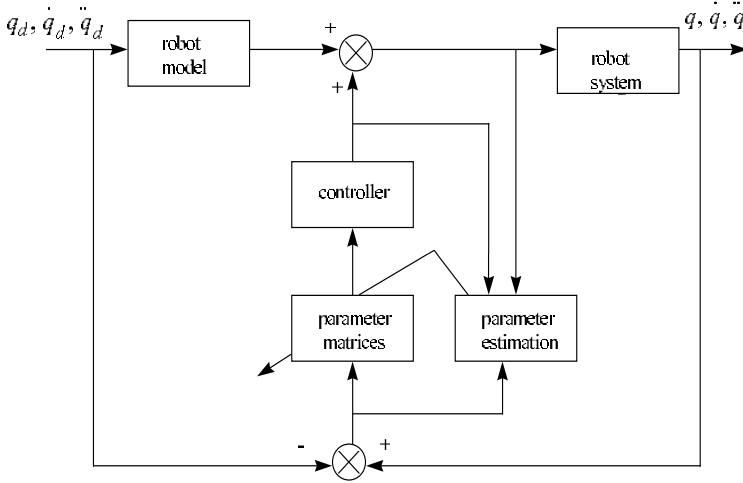 q_d, q̇_d, q̈_d
q, q̇, q̈
robot
model
+
+
robot
system
controller
parameter
matrices
parameter
estimation
-
+